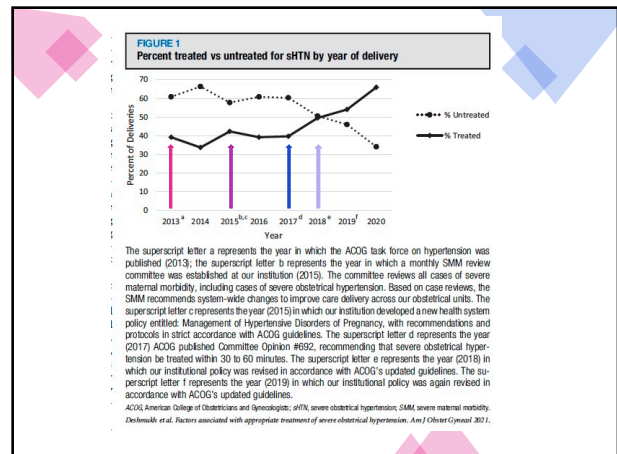 FIGURE 1
Percent treated vs untreated for sHTN by year of delivery
70
60
50
40
30
20
10
0
Percent of Deliveries
2013 a
2014
2015 b,c
2016
2017 d
2018 e
2019 f
2020
Year
% Untreated
% Treated
The superscript letter a represents the year in which the ACOG task force on hypertension was
published (2013); the superscript letter b represents the year in which a monthly SMM review
committee was established at our institution (2015). The committee reviews all cases of severe
maternal morbidity, including cases of severe obstetrical hypertension. Based on case reviews, the
SMM recommends system-wide changes to improve care delivery across our obstetrical units. The
superscript letter c represents the year (2015) in which our institution developed a new health system
policy entitled: Management of Hypertensive Disorders of Pregnancy, with recommendations and
protocols in strict accordance with ACOG guidelines. The superscript letter d represents the year
(2017) ACOG published Committee Opinion #692, recommending that severe obstetrical hyper-
tension be treated within 30 to 60 minutes. The superscript letter e represents the year (2018) in
which our institutional policy was revised in accordance with ACOG's updated guidelines. The su-
perscript letter f represents the year (2019) in which our institutional policy was again revised in
accordance with ACOG's updated guidelines.
ACOG, American College of Obstetricians and Gynecologists; sHTN, severe obstetrical hypertension; SMM, severe maternal morbidity.
Deshmukh et al. Factors associated with appropriate treatment of severe obstetrical hypertension. Am J Obstet Gynecol 2021.